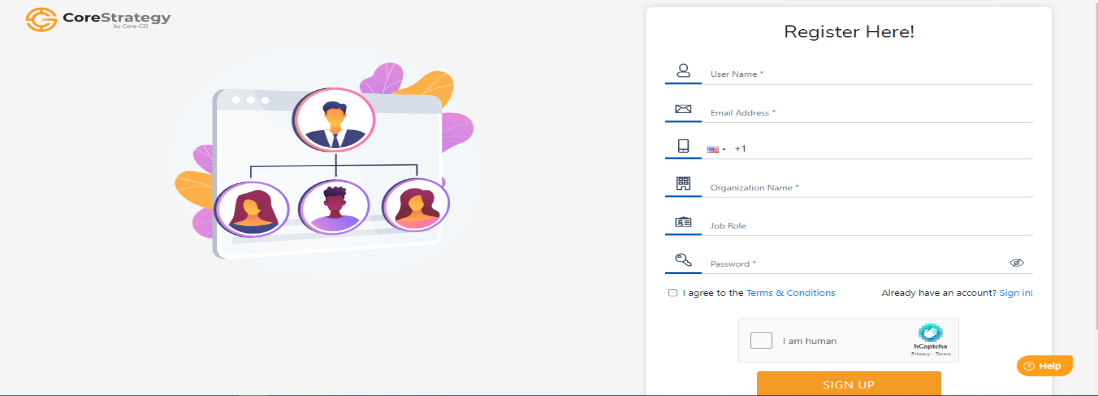 CoreStrategy
by Core-CSI
Register Here!
User Name *
Email Address *
+1
Organization Name *
Job Role
Password *
I agree to the Terms & Conditions
Already have an account? Sign in!
I am human
hCaptcha
Privacy - Terms
Help
SIGN UP